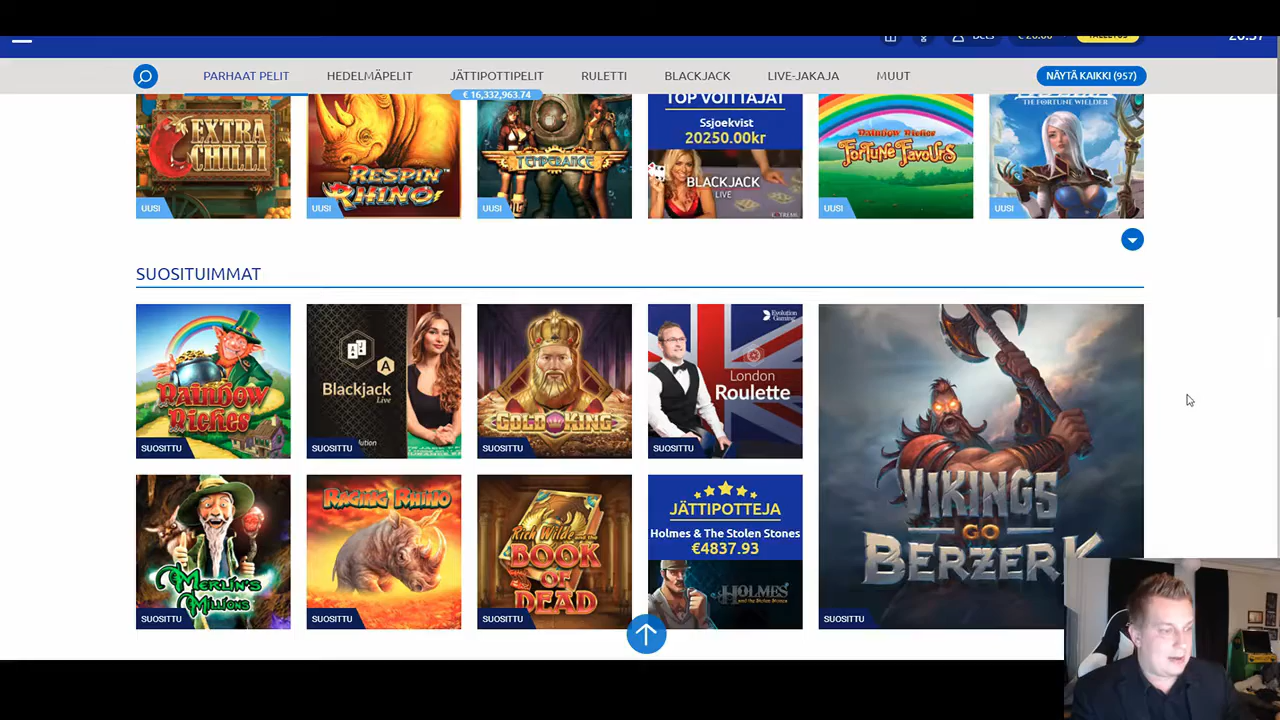 PARHAAT PELIT
HEDELMÄPELIT
JÄTTIPOTTIPELIT
RULETTI
BLACKJACK
LIVE-JAKAJA
MUUT
NÄYTÄ KAIKKI (957)
€ 16,332,963.74
EXTRA
CHILLI
UUSI
RESPIN
RHINO
UUSI
TEMPERANCE
UUSI
TOP VOITTAJAT
Ssjoekvist
20250.00kr
BLACKJACK
LIVE
Rainbow Riches
Fortune Favours
UUSI
THE FORTUNE WIELDER
UUSI
SUOSITUIMMAT
Rainbow
Riches
SUOSITTU
A
Blackjack
Live
SUOSITTU
GOLD KING
SUOSITTU
Evolution
Gaming
London
Roulette
SUOSITTU
VIKINGS
GO
BERZERK
SUOSITTU
MERLIN'S
MILLIONS
SUOSITTU
RAGING RHINO
SUOSITTU
Rich Wilde
BOOK
OF
DEAD
SUOSITTU
JÄTTIPOTTEJA
Holmes & The Stolen Stones
€4837.93
HOLMES